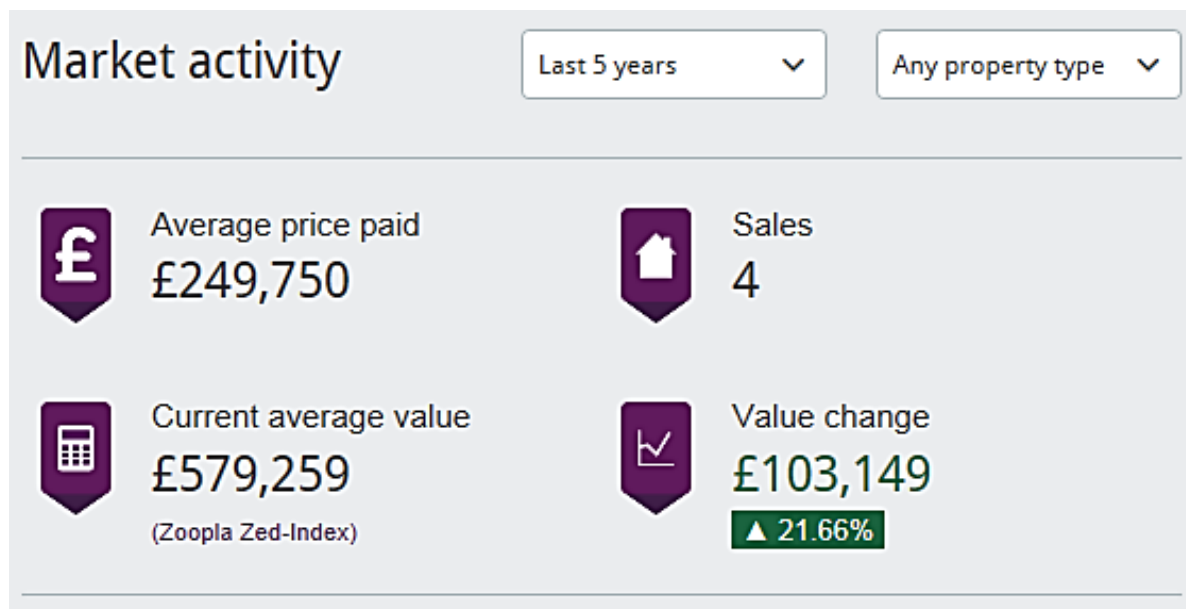 Market activity
Last 5 years
Any property type
£
Average price paid
£249,750
Sales
4
Current average value
£579,259
(Zoopla Zed-Index)
Value change
£103,149
▲ 21.66%